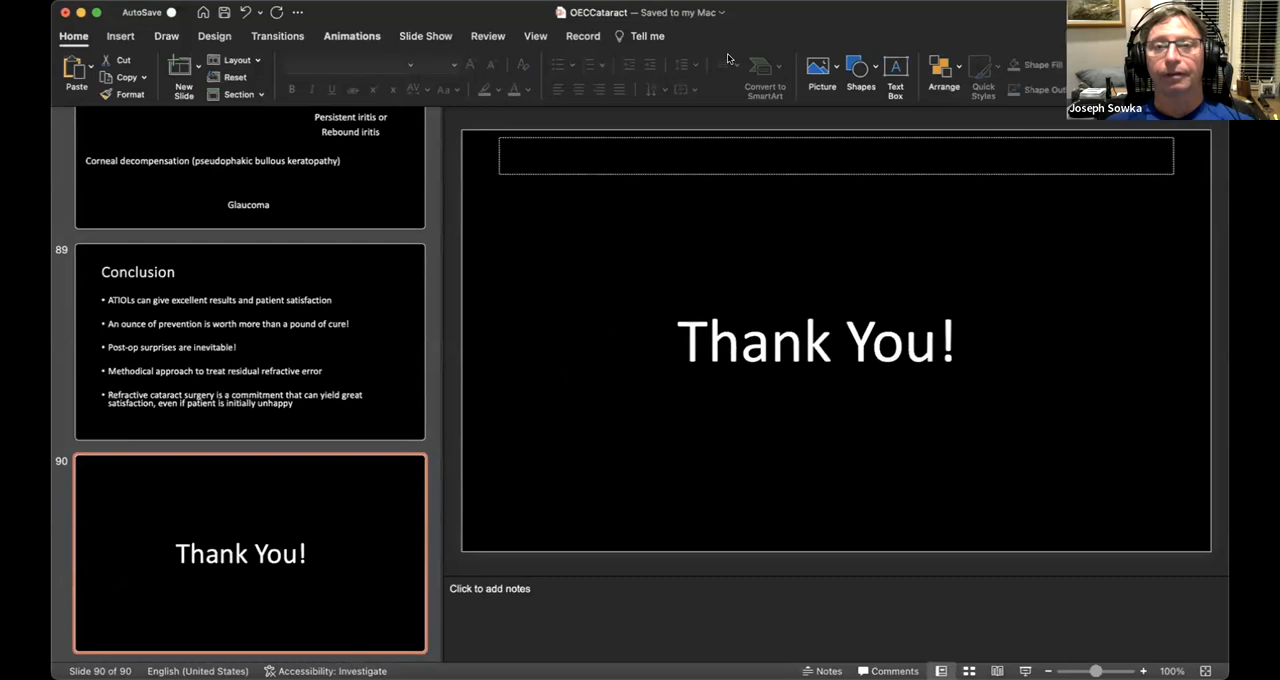 AutoSave
OECCataract — Saved to my Mac
Home Insert Draw Design Transitions Animations Slide Show Review View Record Tell me
Paste
Cut
Copy
Format
New
Slide
Layout
Reset
Section
Convert to
SmartArt
Picture
Shapes
Text
Box
Arrange
Quick
Styles
Shape Fill
Shape Out
Joseph Sowka
Persistent iritis or
Rebound iritis
Corneal decompensation (pseudophakic bullous keratopathy)
Glaucoma
89
Conclusion
• ATIOLs can give excellent results and patient satisfaction
• An ounce of prevention is worth more than a pound of cure!
• Post-op surprises are inevitable!
• Methodical approach to treat residual refractive error
• Refractive cataract surgery is a commitment that can yield great
satisfaction, even if patient is initially unhappy
90
Thank You!
Thank You!
Click to add notes
Slide 90 of 90 English (United States) Accessibility: Investigate Notes Comments 100%